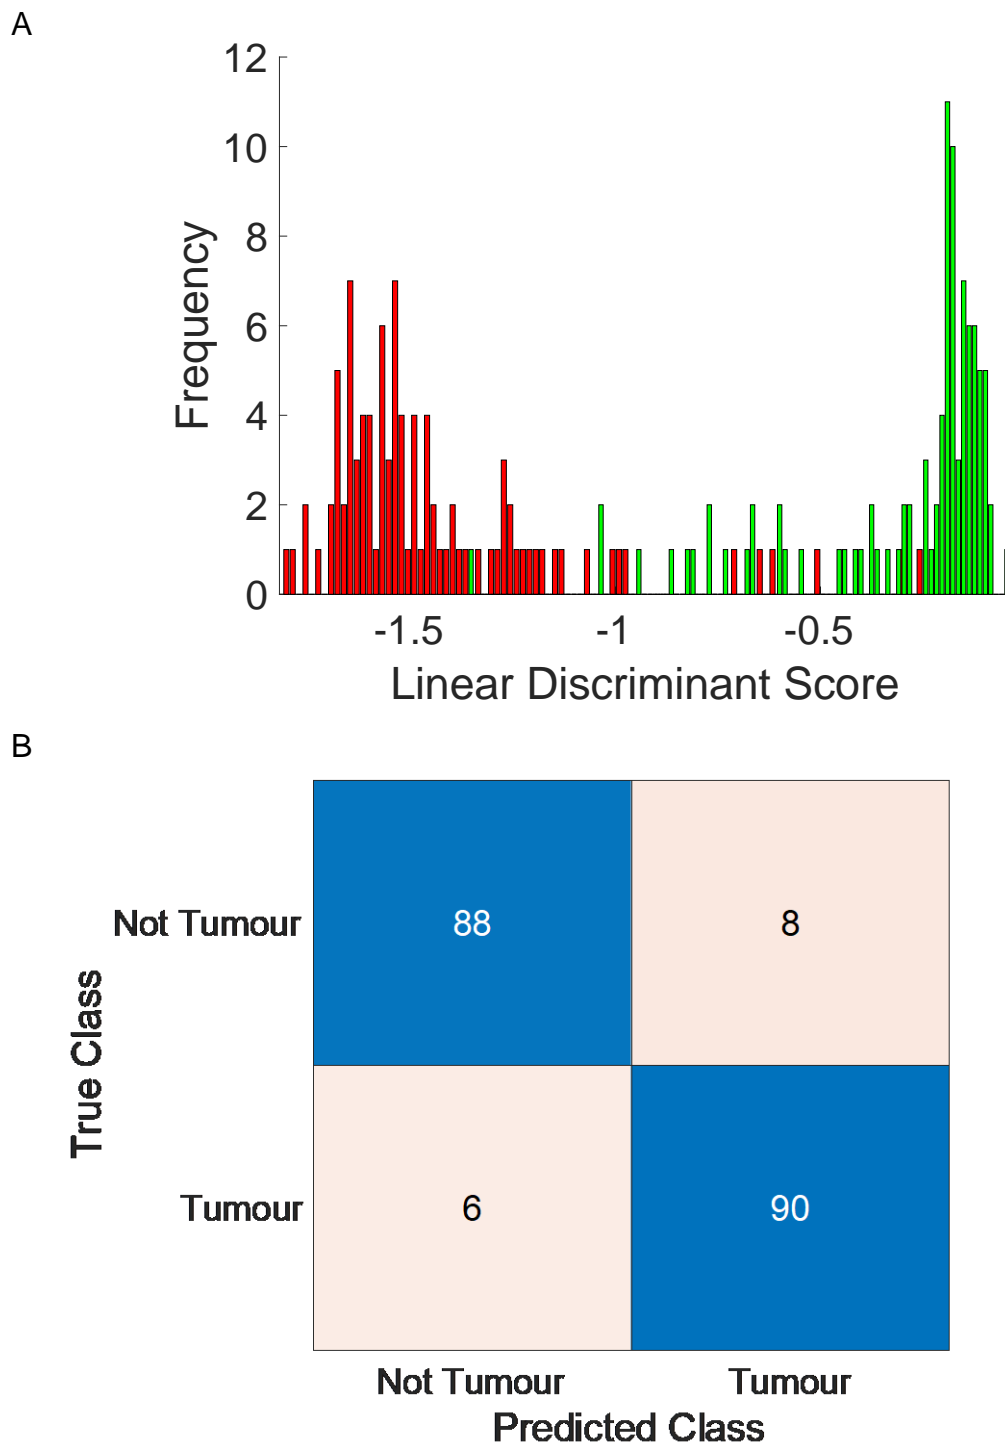 A
12
10
8
6
4
2
0
Frequency
-1.5 -1 -0.5
Linear Discriminant Score
B
Not Tumour 88 8
True Class
Tumour 6 90
Not Tumour Tumour
Predicted Class